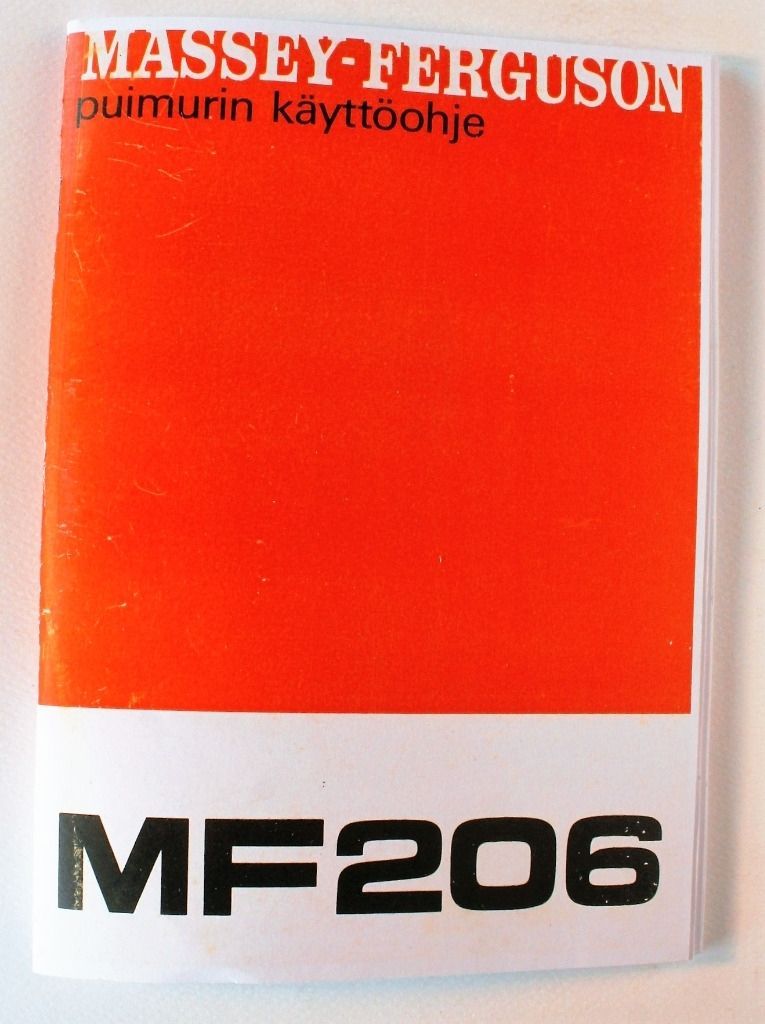 MASSEY-FERGUSON
puimurin käyttöohje
MF206